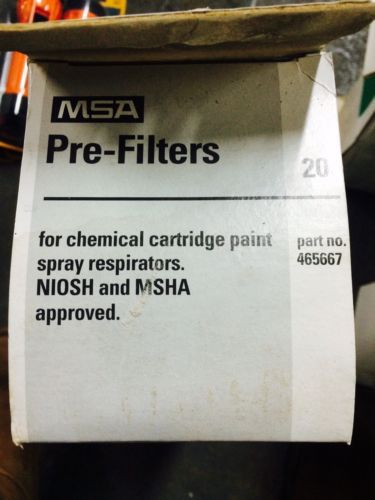 MSA
Pre-Filters
20
for chemical cartridge paint
spray respirators.
NIOSH and MSHA
approved.
part no.
465667